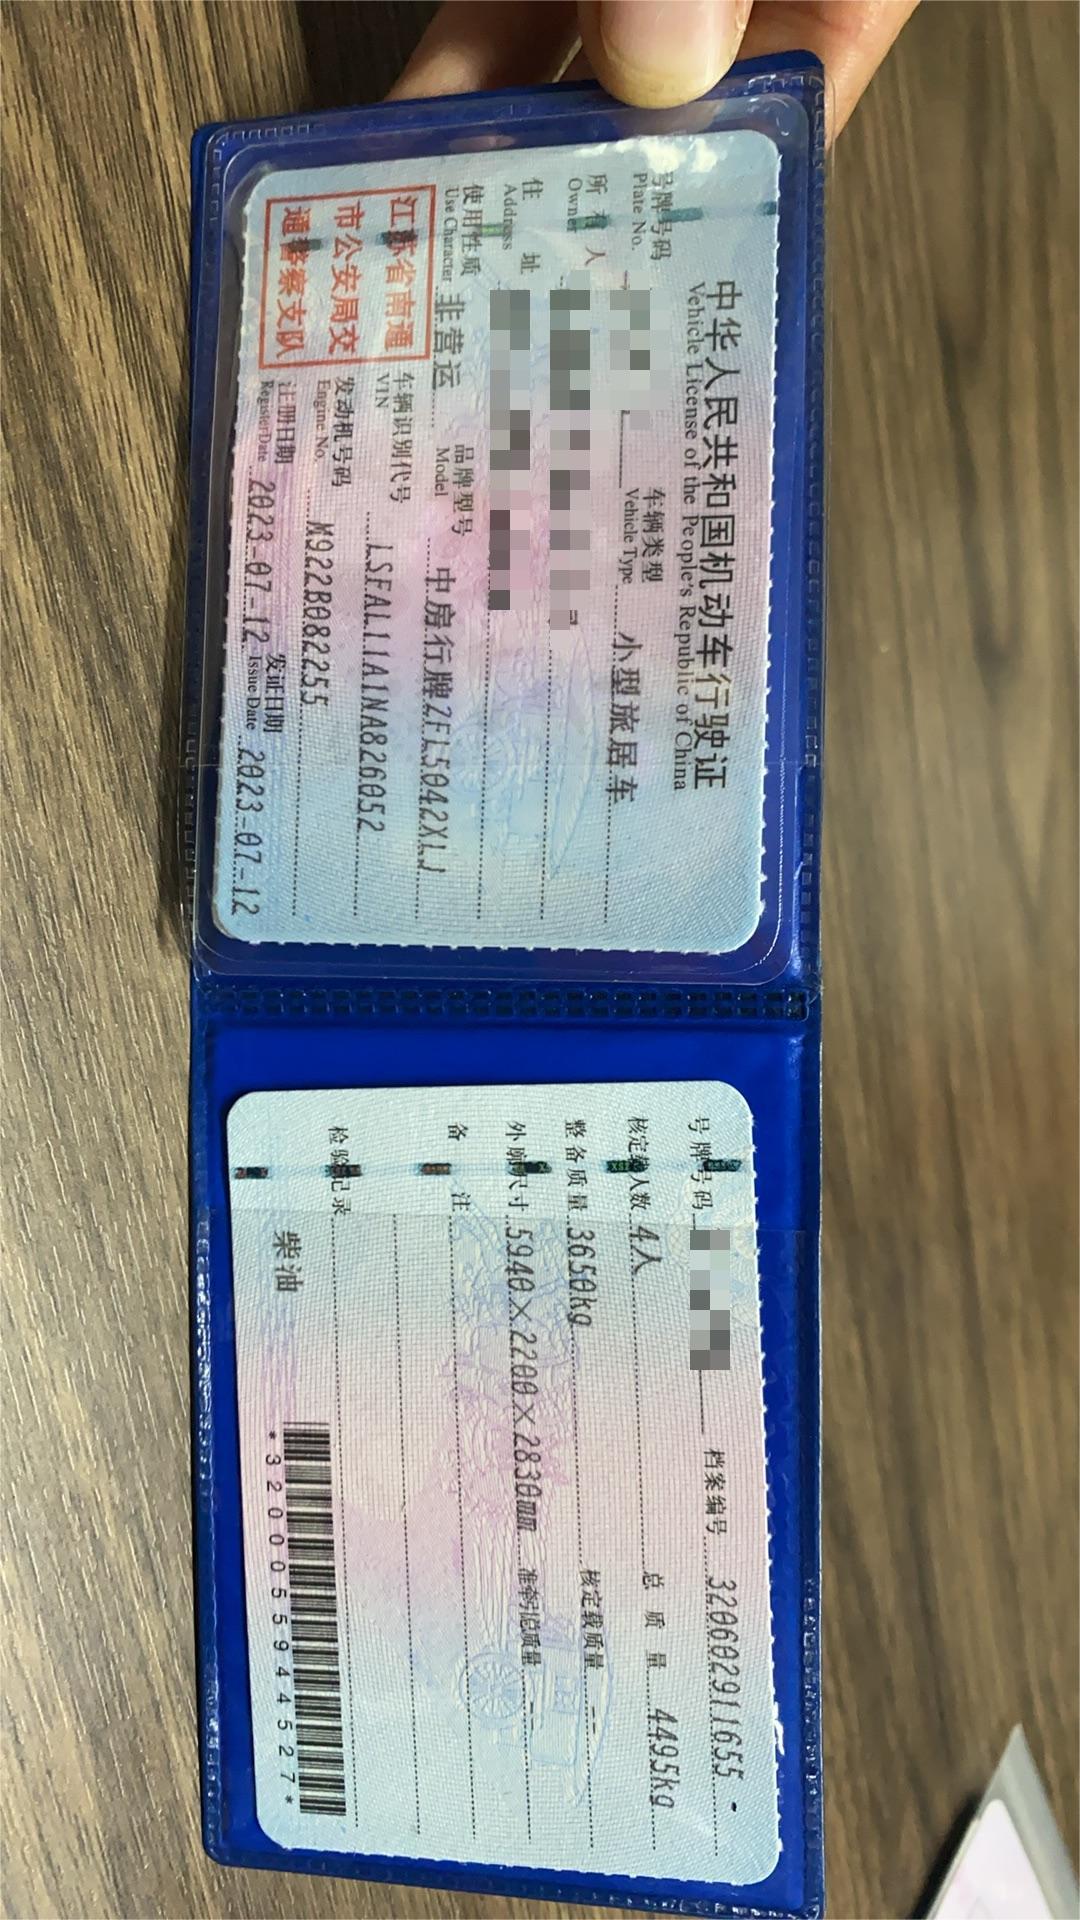 中华人民共和国机动车行驶证
Vehicle License of the People's Republic of China
号牌号码
Plate No.
车辆类型 小型旅居车
Vehicle Type
所有人
Owner
住址
Address
使用性质 非营运
Use Character
品牌型号 中房行牌ZFL5042XLJ
Model
江苏省南通
市公安局交
通警察支队
车辆识别代号 LSFAL11A1NA826052
VIN
发动机号码 M922B082255
Engine No.
注册日期 2023-07-12 发证日期 2023-07-12
Register Date Issue Date
号牌号码 档案编号 320602911655
核定载人数 4人 总质量 4495kg
整备质量 3650kg 核定载质量 --
外廓尺寸 5940×2200×2830mm 准牵引总质量 --
备注
检验记录
柴油
*3200055944527*